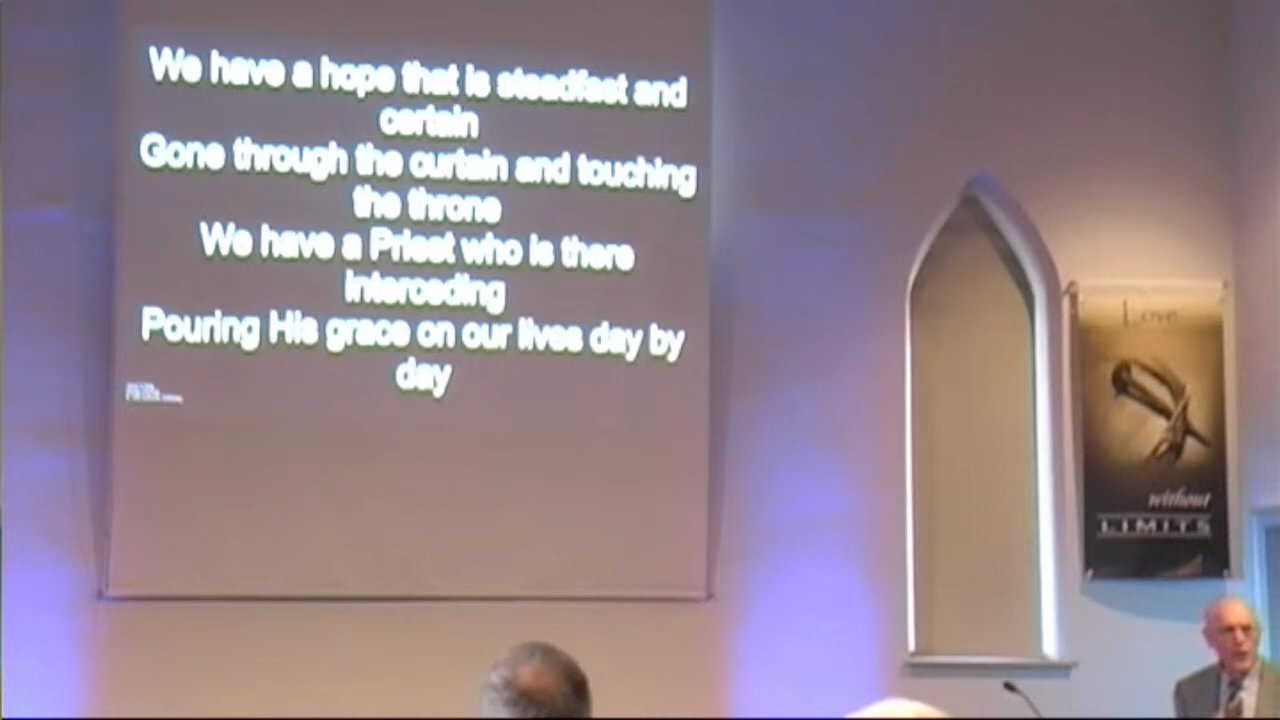 We have a hope that is steadfast and
certain
Gone through the curtain and touching
the throne
We have a Priest who is there
interceding
Pouring His grace on our lives day by
day
Love
without
LIMITS